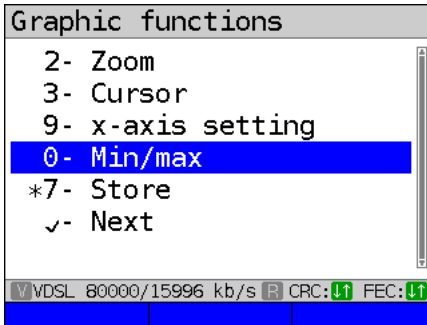 Graphic functions
2- Zoom
3- Cursor
9- x-axis setting
0- Min/max
*7- Store
✓- Next
V VDSL 80000/15996 kb/s R CRC:↓↑ FEC:↓↑